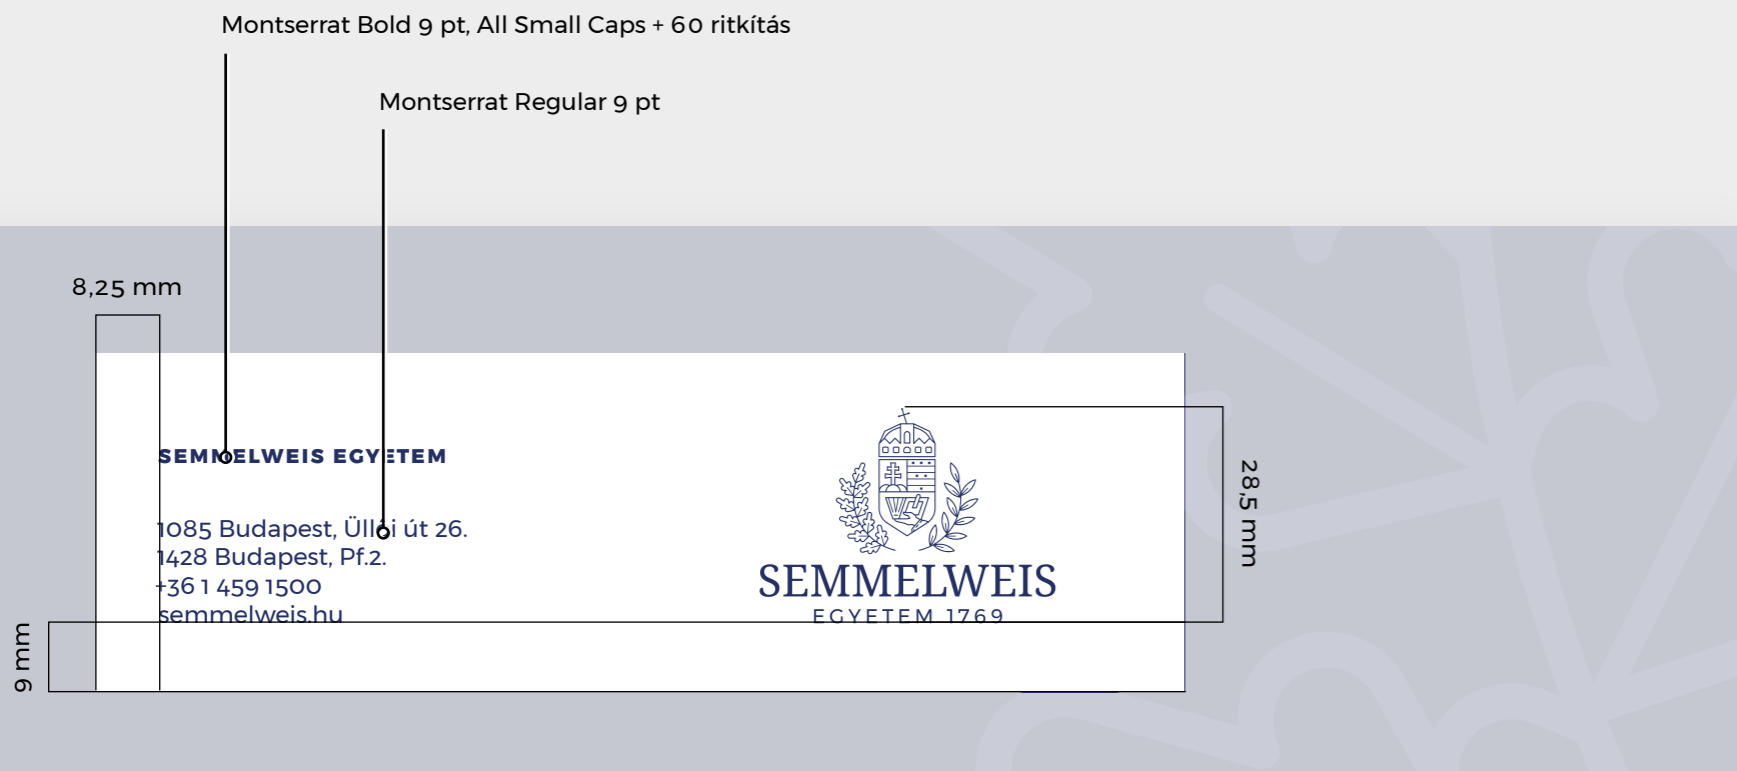 Montserrat Bold 9 pt, All Small Caps + 60 ritkítás
Montserrat Regular 9 pt
8,25 mm
SEMMELWEIS EGYETEM
1085 Budapest, Üllői út 26.
1428 Budapest, Pf.2.
+36 1 459 1500
semmelweis.hu
SEMMELWEIS
EGYETEM 1769
28,5 mm
9 mm